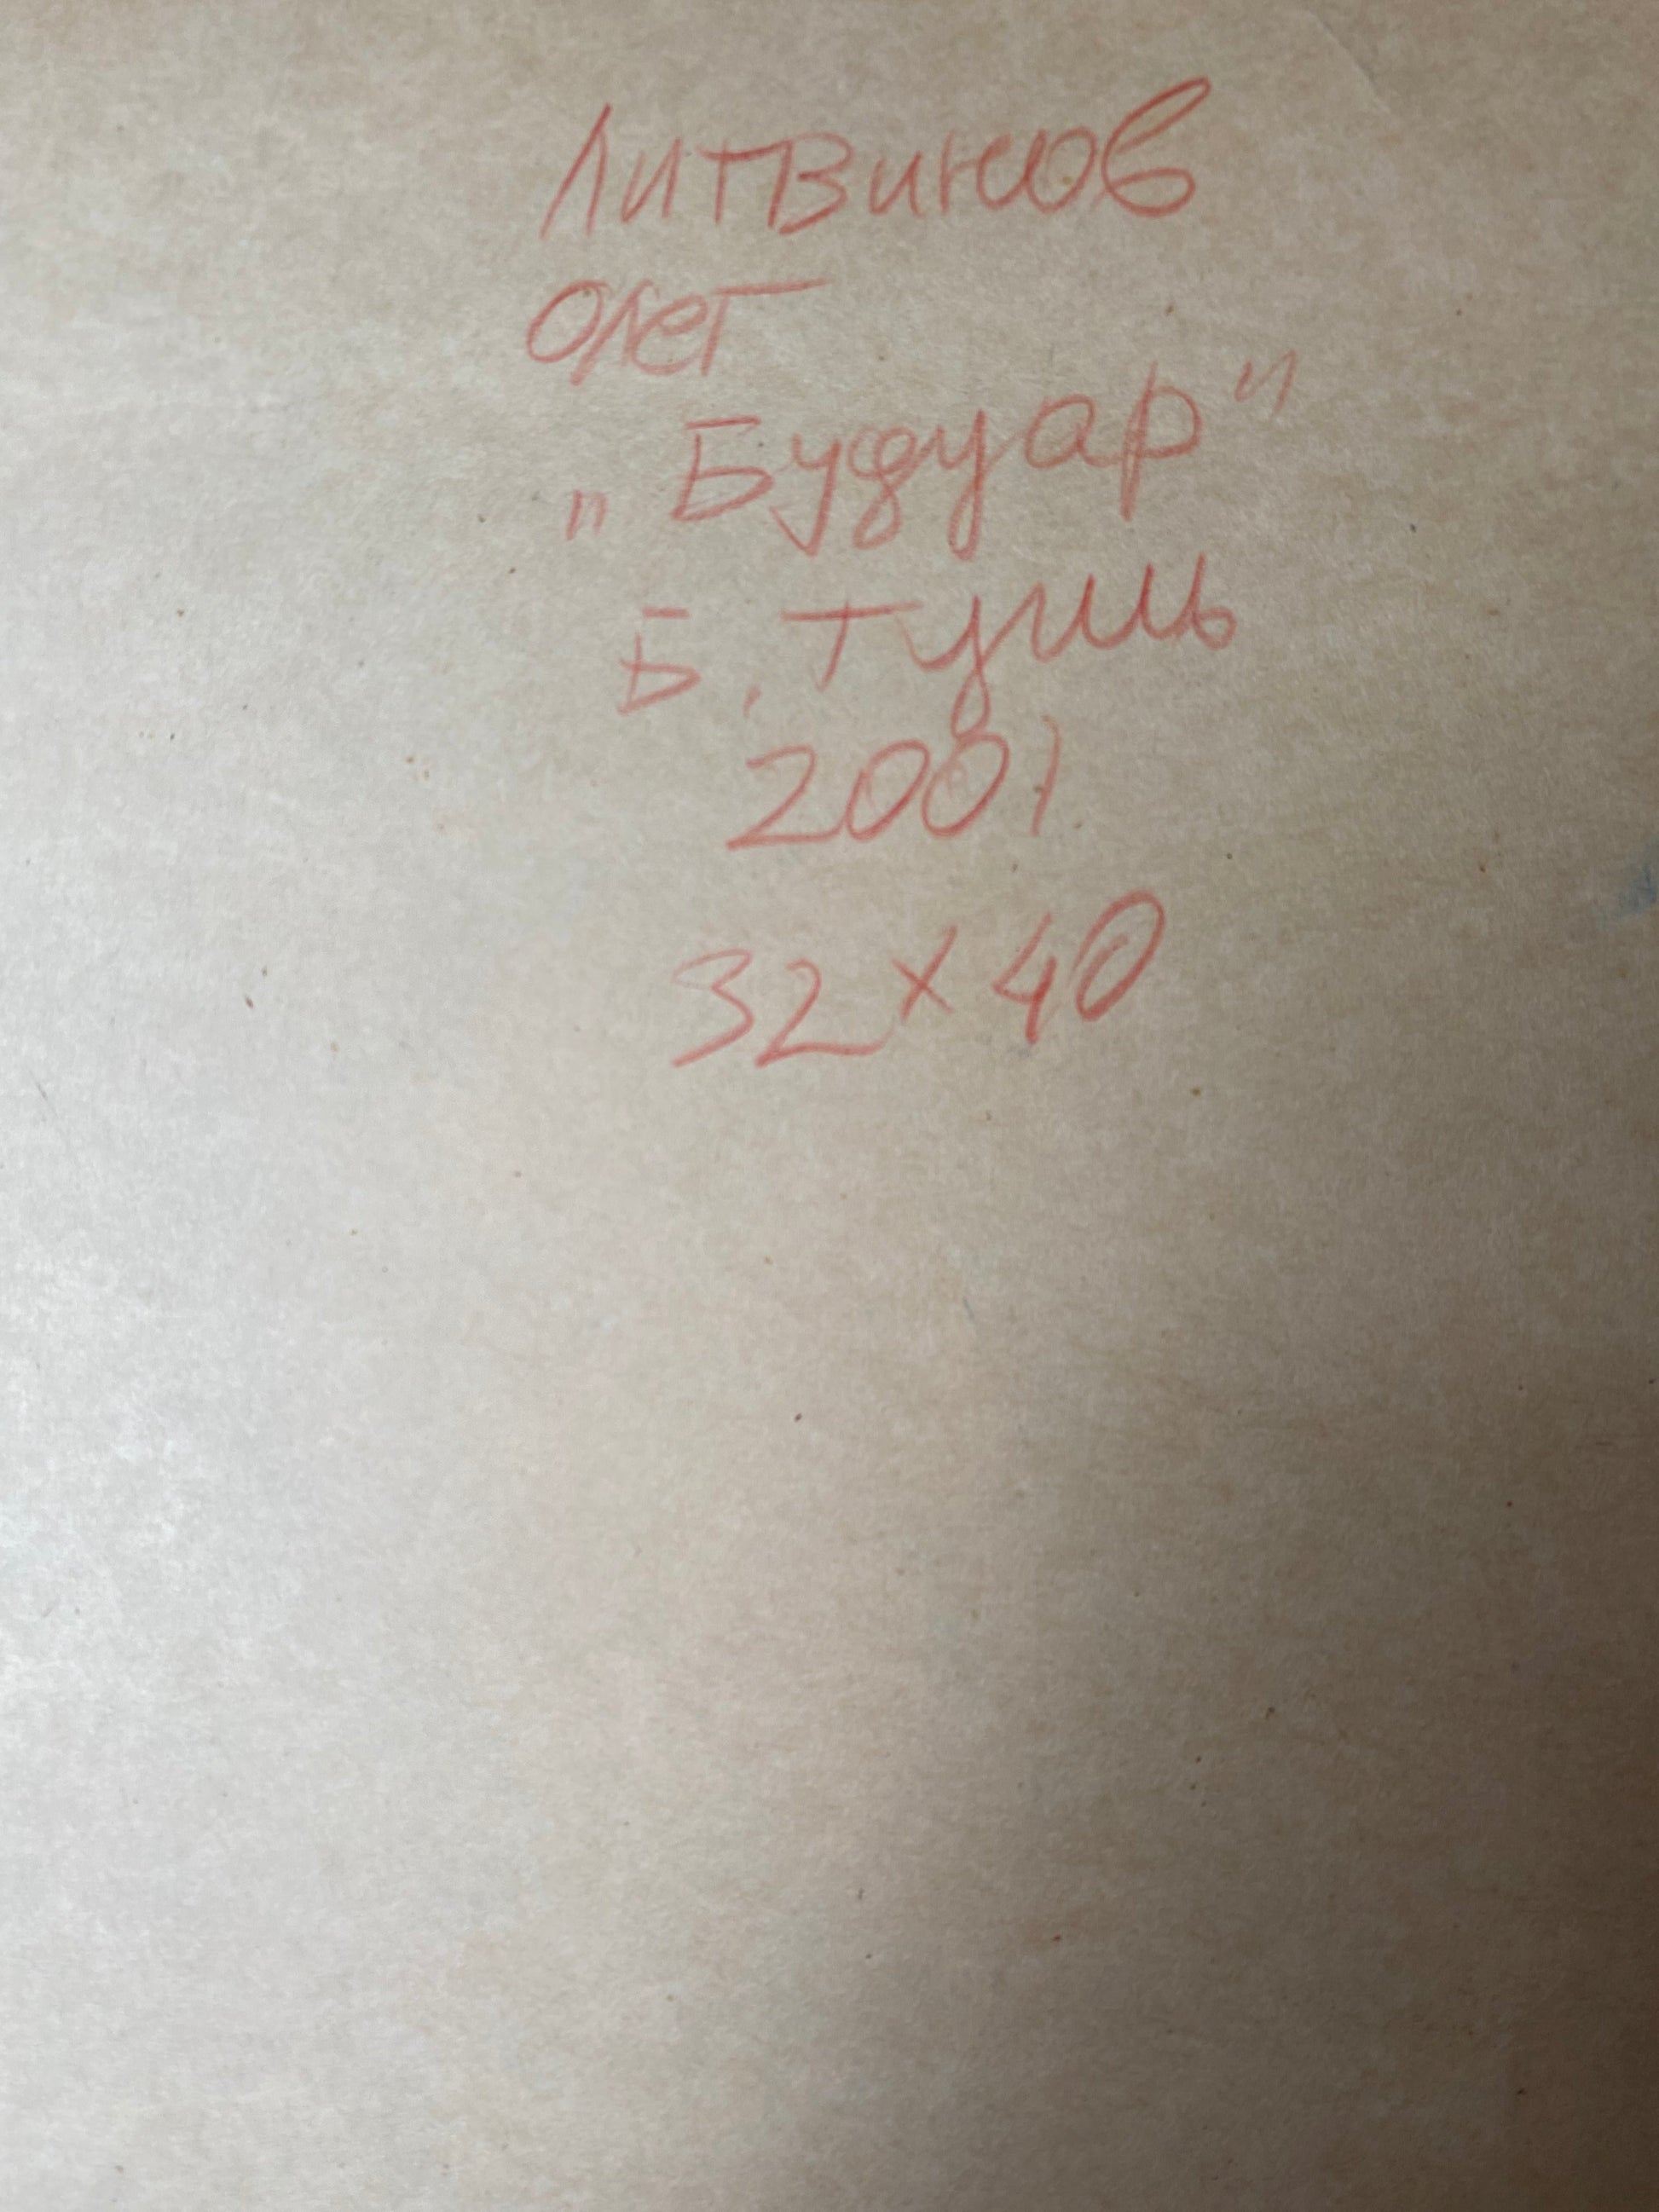 Литвинов
Олег
„Будуар"
Б, тушь
2001
32 x 40